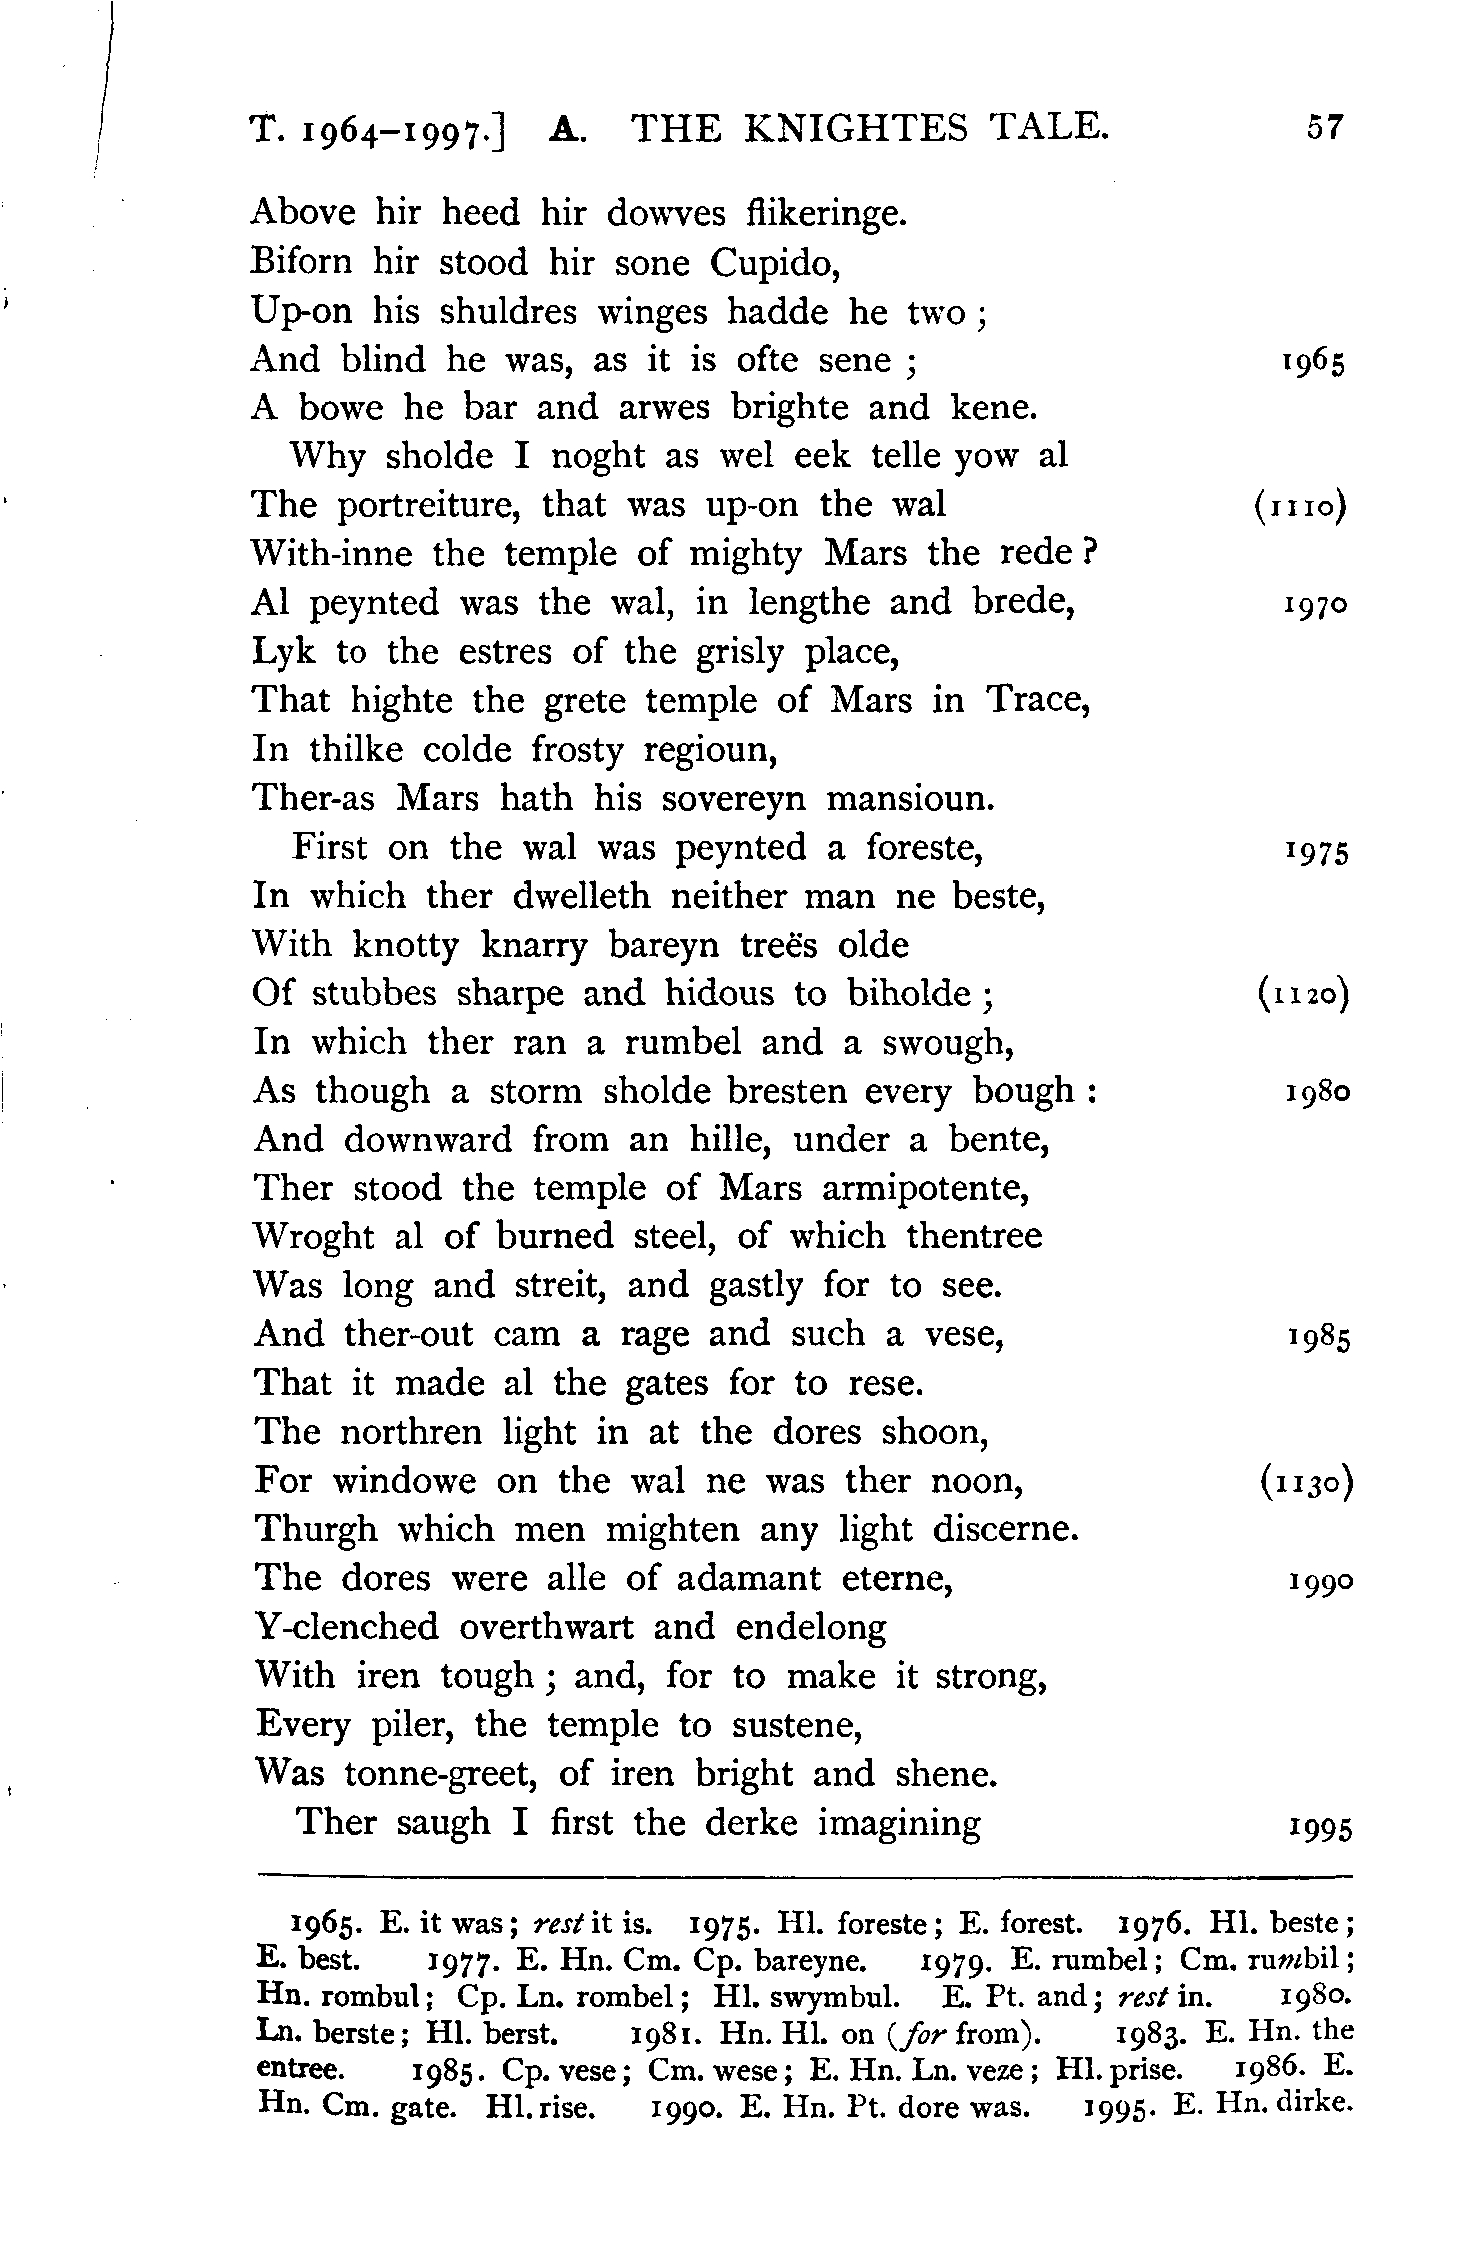 T. 1964–1997.] A. THE KNIGHTES TALE. 57
Above hir heed hir dowves flikeringe.
Biforn hir stood hir sone Cupido,
Up-on his shuldres winges hadde he two ;
And blind he was, as it is ofte sene ; 1965
A bowe he bar and arwes brighte and kene.
Why sholde I noght as wel eek telle yow al
The portreiture, that was up-on the wal (1110)
With-inne the temple of mighty Mars the rede ?
Al peynted was the wal, in lengthe and brede, 1970
Lyk to the estres of the grisly place,
That highte the grete temple of Mars in Trace,
In thilke colde frosty regioun,
Ther-as Mars hath his sovereyn mansioun.
First on the wal was peynted a foreste, 1975
In which ther dwelleth neither man ne beste,
With knotty knarry bareyn treës olde
Of stubbes sharpe and hidous to biholde ; (1120)
In which ther ran a rumbel and a swough,
As though a storm sholde bresten every bough : 1980
And downward from an hille, under a bente,
Ther stood the temple of Mars armipotente,
Wroght al of burned steel, of which thentree
Was long and streit, and gastly for to see.
And ther-out cam a rage and such a vese, 1985
That it made al the gates for to rese.
The northren light in at the dores shoon,
For windowe on the wal ne was ther noon, (1130)
Thurgh which men mighten any light discerne.
The dores were alle of adamant eterne, 1990
Y-clenched overthwart and endelong
With iren tough ; and, for to make it strong,
Every piler, the temple to sustene,
Was tonne-greet, of iren bright and shene.
Ther saugh I first the derke imagining 1995
1965. E. it was ; rest it is. 1975. Hl. foreste ; E. forest. 1976. Hl. beste ;
E. best. 1977. E. Hn. Cm. Cp. bareyne. 1979. E. rumbel ; Cm. rumbil ;
Hn. rombul ; Cp. Ln. rombel ; Hl. swymbul. E. Pt. and ; rest in. 1980.
Ln. berste ; Hl. berst. 1981. Hn. Hl. on (for from). 1983. E. Hn. the
entree. 1985. Cp. vese ; Cm. wese ; E. Hn. Ln. veze ; Hl. prise. 1986. E.
Hn. Cm. gate. Hl. rise. 1990. E. Hn. Pt. dore was. 1995. E. Hn. dirke.